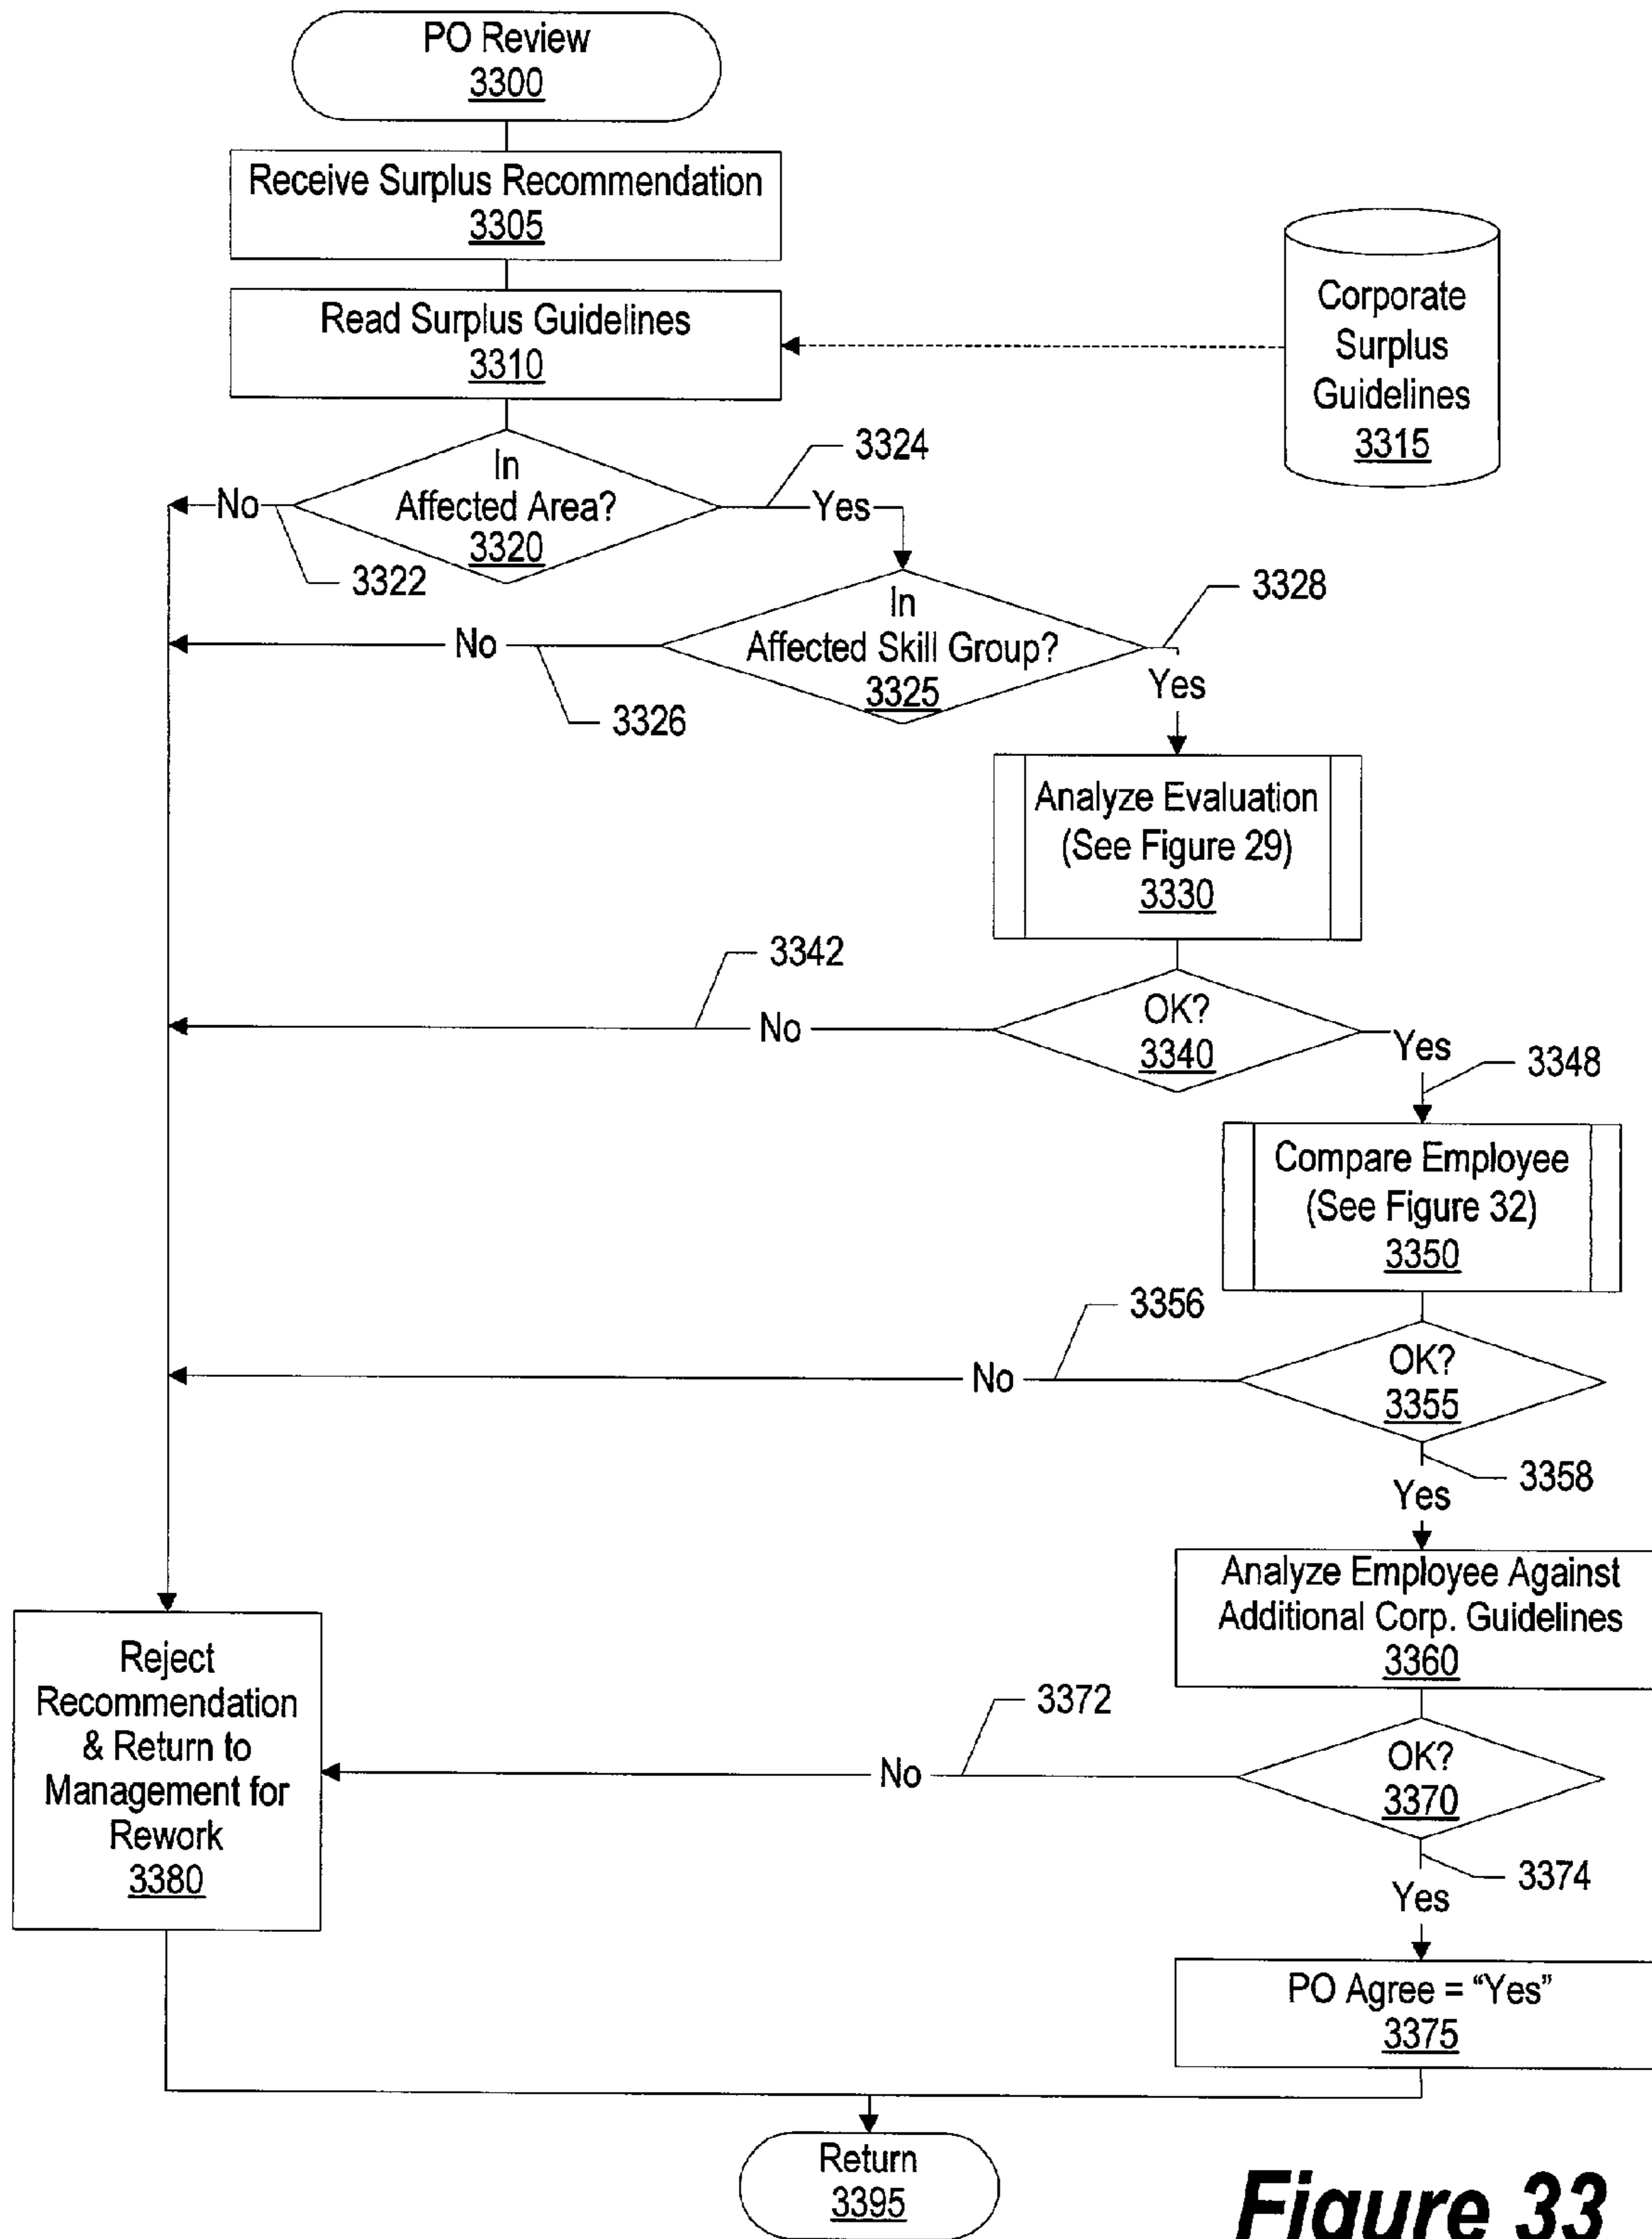 PO Review
3300
Receive Surplus Recommendation
3305
Read Surplus Guidelines
3310
Corporate
Surplus
Guidelines
3315
In
Affected Area?
3320
No
3322
3324
Yes
In
Affected Skill Group?
3325
No
3326
3328
Yes
Analyze Evaluation
(See Figure 29)
3330
3342
No
OK?
3340
Yes
3348
Compare Employee
(See Figure 32)
3350
3356
No
OK?
3355
3358
Yes
Analyze Employee Against
Additional Corp. Guidelines
3360
Reject
Recommendation
& Return to
Management for
Rework
3380
3372
No
OK?
3370
3374
Yes
PO Agree = “Yes”
3375
Return
3395
Figure 33